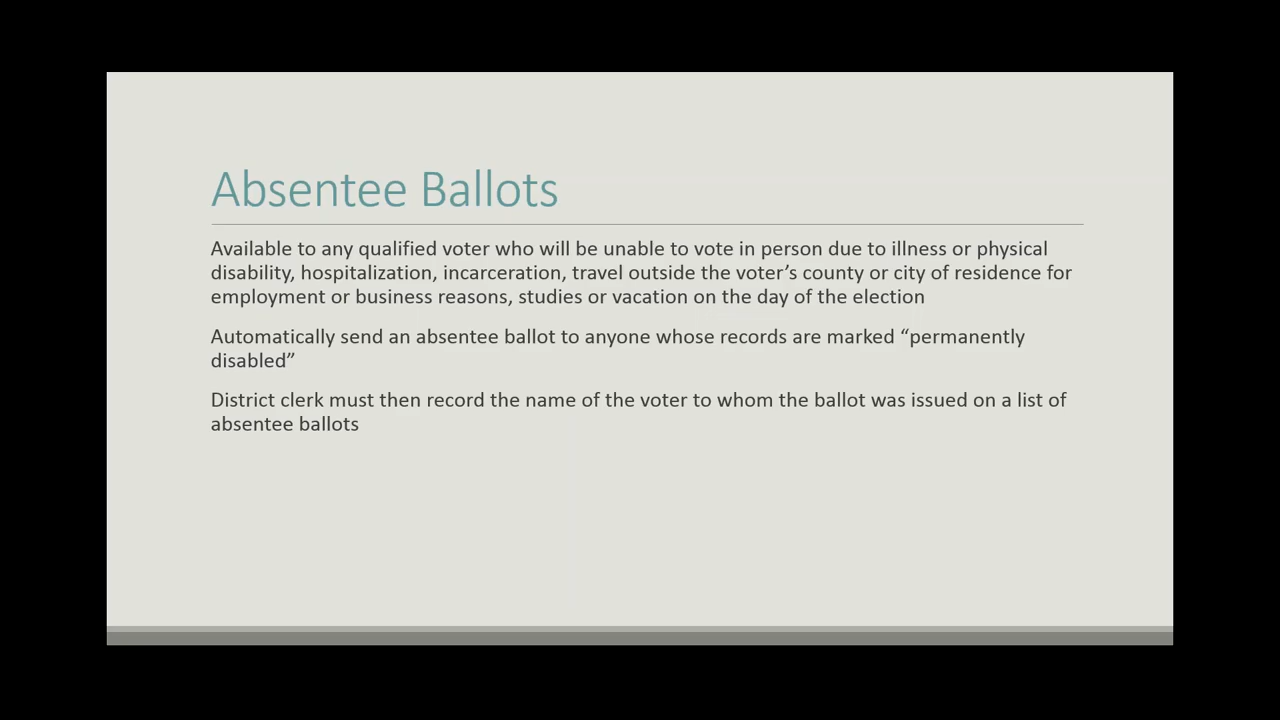 Absentee Ballots
Available to any qualified voter who will be unable to vote in person due to illness or physical
disability, hospitalization, incarceration, travel outside the voter’s county or city of residence for
employment or business reasons, studies or vacation on the day of the election
Automatically send an absentee ballot to anyone whose records are marked “permanently
disabled”
District clerk must then record the name of the voter to whom the ballot was issued on a list of
absentee ballots